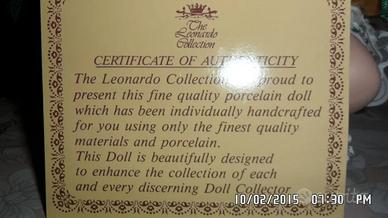 The
Leonardo
Collection
CERTIFICATE OF AUTHENTICITY
The Leonardo Collection proud to
present this fine quality porcelain doll
which has been individually handcrafted
for you using only the finest quality
materials and porcelain.
This Doll is beautifully designed
to enhance the collection of each
and every discerning Doll Collector
10/02/2015 07:30 PM